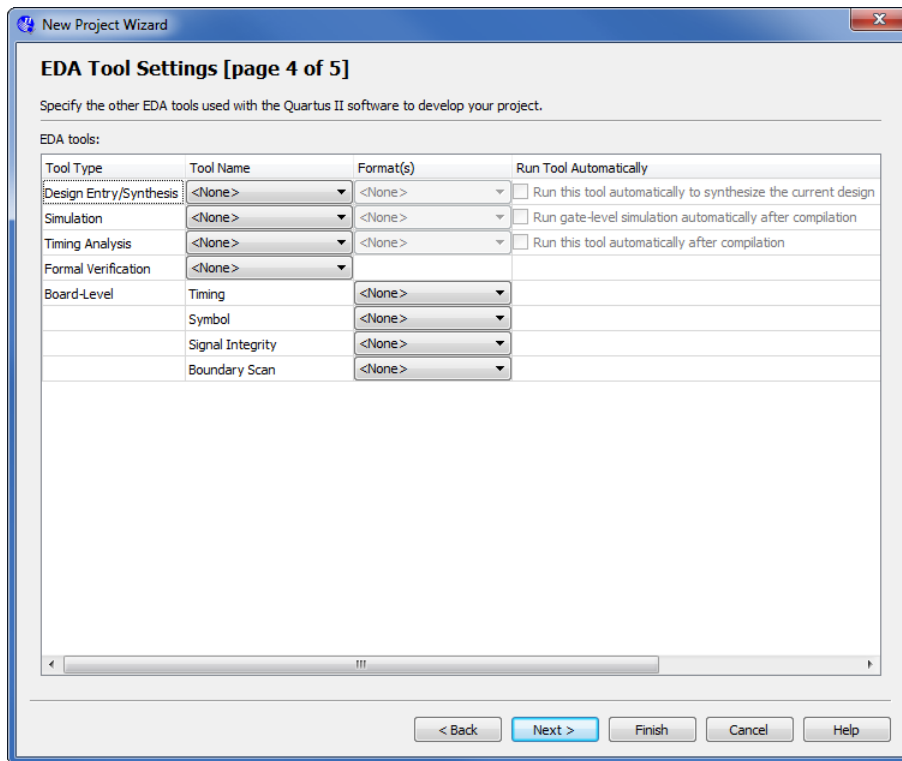 New Project Wizard
EDA Tool Settings [page 4 of 5]
Specify the other EDA tools used with the Quartus II software to develop your project.
EDA tools:
Tool Type Tool Name Format(s) Run Tool Automatically
Design Entry/Synthesis <None> <None> Run this tool automatically to synthesize the current design
Simulation <None> <None> Run gate-level simulation automatically after compilation
Timing Analysis <None> <None> Run this tool automatically after compilation
Formal Verification <None>
Board-Level Timing <None>
Symbol <None>
Signal Integrity <None>
Boundary Scan <None>
< Back Next > Finish Cancel Help